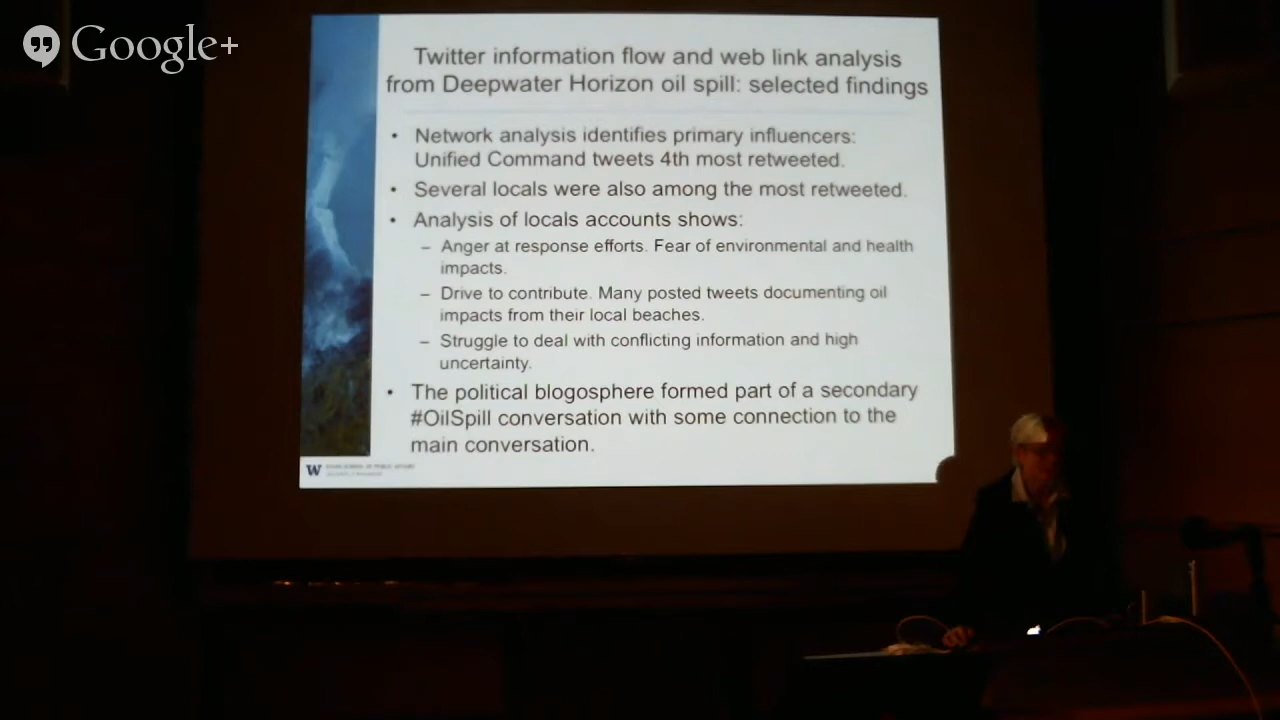 Google+
Twitter information flow and web link analysis
from Deepwater Horizon oil spill: selected findings
• Network analysis identifies primary influencers:
Unified Command tweets 4th most retweeted.
• Several locals were also among the most retweeted.
• Analysis of locals accounts shows:
– Anger at response efforts. Fear of environmental and health
impacts.
– Drive to contribute. Many posted tweets documenting oil
impacts from their local beaches.
– Struggle to deal with conflicting information and high
uncertainty.
• The political blogosphere formed part of a secondary
#OilSpill conversation with some connection to the
main conversation.
W